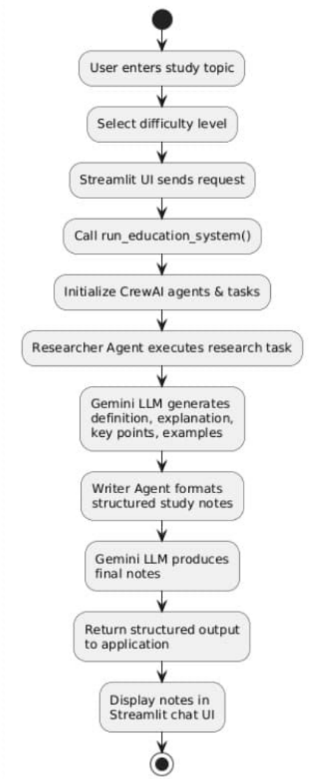 User enters study topic
Select difficulty level
Streamlit UI sends request
Call run_education_system()
Initialize CrewAI agents & tasks
Researcher Agent executes research task
Gemini LLM generates
definition, explanation,
key points, examples
Writer Agent formats
structured study notes
Gemini LLM produces
final notes
Return structured output
to application
Display notes in
Streamlit chat UI